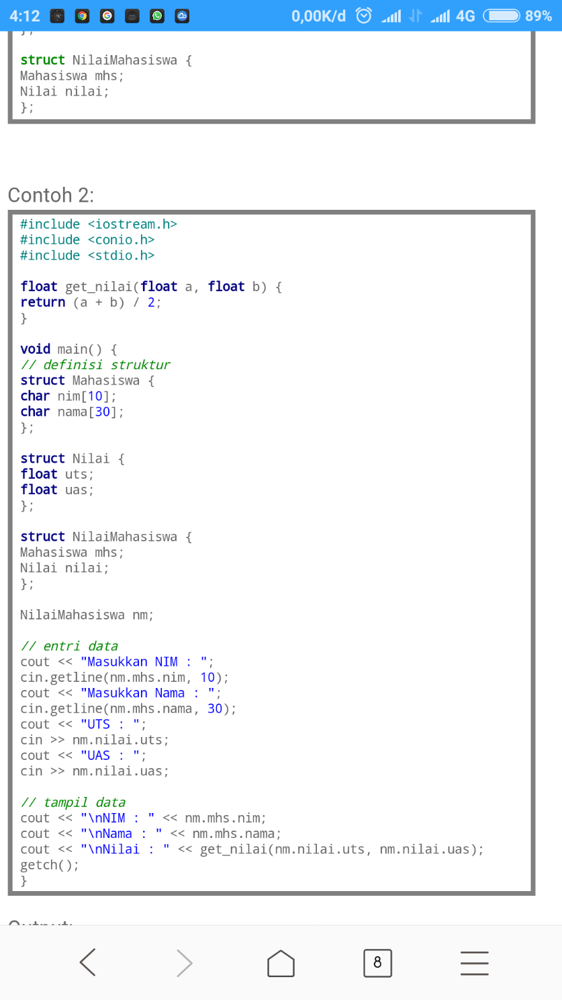 4:12 0,00K/d 4G 89%
};
struct NilaiMahasiswa {
Mahasiswa mhs;
Nilai nilai;
};
Contoh 2:
#include <iostream.h>
#include <conio.h>
#include <stdio.h>
float get_nilai(float a, float b) {
return (a + b) / 2;
}
void main() {
// definisi struktur
struct Mahasiswa {
char nim[10];
char nama[30];
};
struct Nilai {
float uts;
float uas;
};
struct NilaiMahasiswa {
Mahasiswa mhs;
Nilai nilai;
};
NilaiMahasiswa nm;
// entri data
cout << "Masukkan NIM : ";
cin.getline(nm.mhs.nim, 10);
cout << "Masukkan Nama : ";
cin.getline(nm.mhs.nama, 30);
cout << "UTS : ";
cin >> nm.nilai.uts;
cout << "UAS : ";
cin >> nm.nilai.uas;
// tampil data
cout << "\nNIM : " << nm.mhs.nim;
cout << "\nNama : " << nm.mhs.nama;
cout << "\nNilai : " << get_nilai(nm.nilai.uts, nm.nilai.uas);
getch();
}
Output:
8